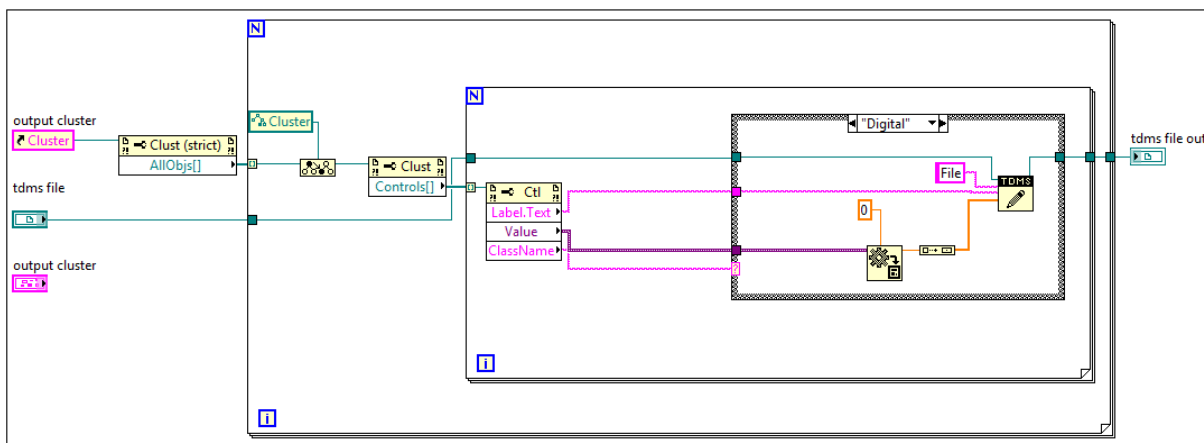 N
N
output cluster
Cluster
Clust (strict)
AllObjs[]
Cluster
Clust
Controls[]
"Digital"
tdms file out
File
TDMS
tdms file
Ctl
Label.Text
Value
ClassName
0
?
output cluster
i
i